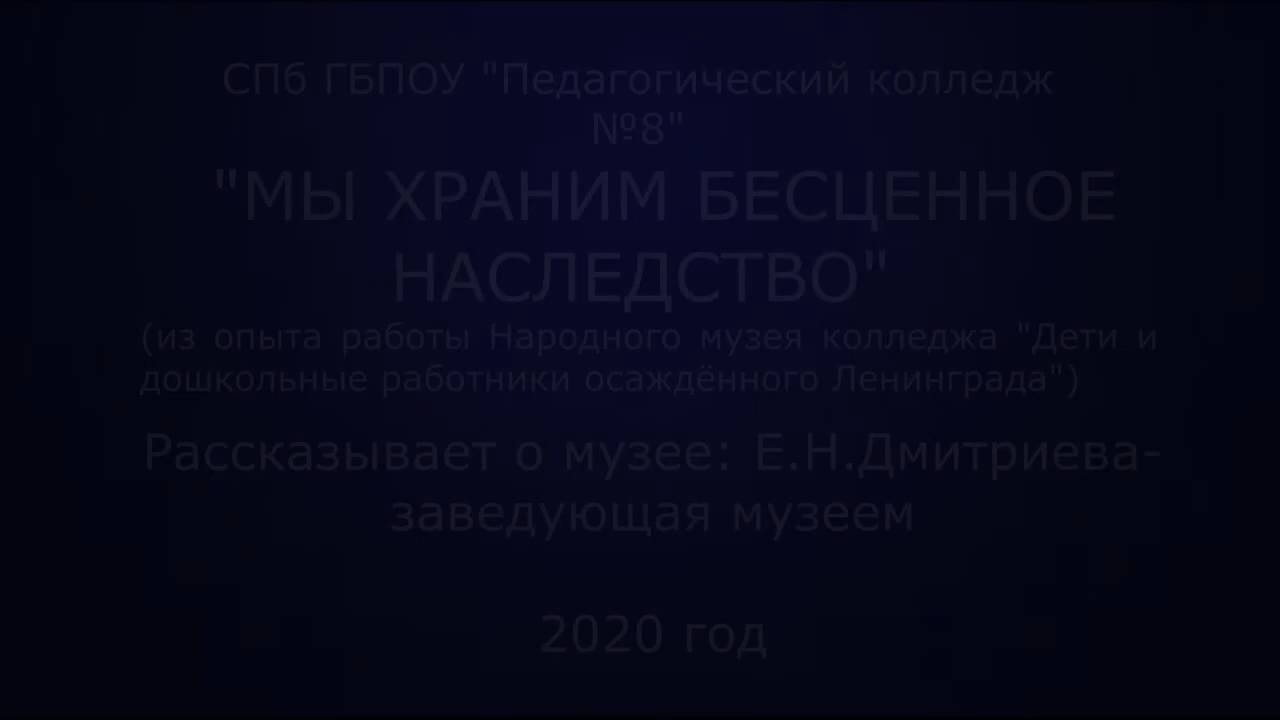 СПб ГБПОУ "Педагогический колледж
№8"
"МЫ ХРАНИМ БЕСЦЕННОЕ
НАСЛЕДСТВО"
(из опыта работы Народного музея колледжа "Дети и
дошкольные работники осаждённого Ленинграда")
Рассказывает о музее: Е.Н.Дмитриева-
заведующая музеем
2020 год